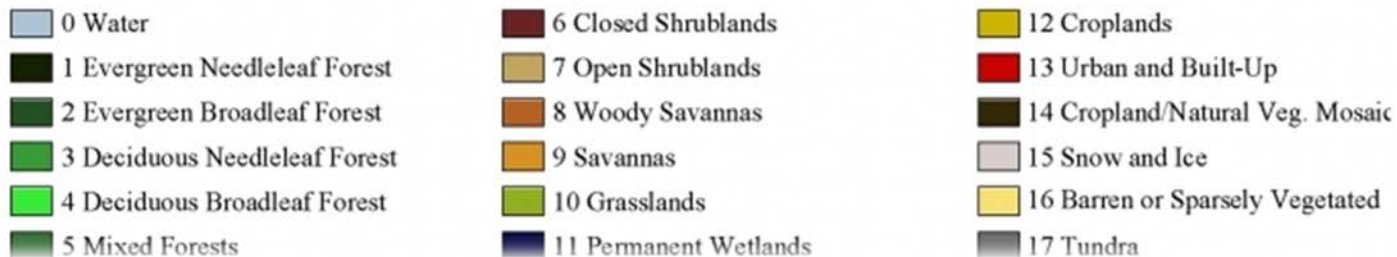 0 Water
1 Evergreen Needleleaf Forest
2 Evergreen Broadleaf Forest
3 Deciduous Needleleaf Forest
4 Deciduous Broadleaf Forest
5 Mixed Forests
6 Closed Shrublands
7 Open Shrublands
8 Woody Savannas
9 Savannas
10 Grasslands
11 Permanent Wetlands
12 Croplands
13 Urban and Built-Up
14 Cropland/Natural Veg. Mosaic
15 Snow and Ice
16 Barren or Sparsely Vegetated
17 Tundra